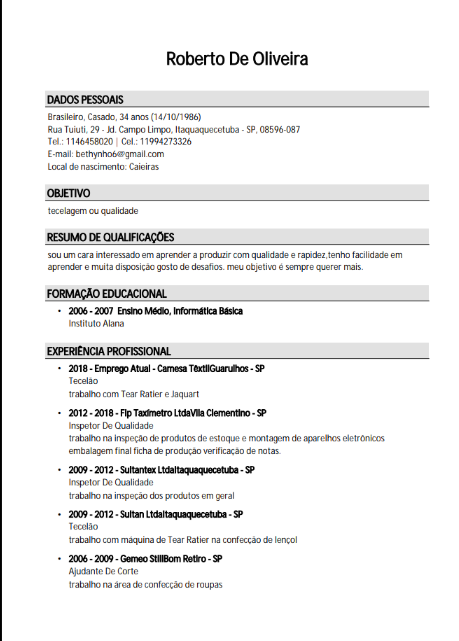 Roberto De Oliveira
DADOS PESSOAIS
Brasileiro, Casado, 34 anos (14/10/1986)
Rua Tuiuti, 29 - Jd. Campo Limpo, Itaquaquecetuba - SP, 08596-087
Tel.: 1146458020 | Cel.: 11994273326
E-mail: bethynho6@gmail.com
Local de nascimento: Caieiras
OBJETIVO
tecelagem ou qualidade
RESUMO DE QUALIFICAÇÕES
sou um cara interessado em aprender a produzir com qualidade e rapidez,tenho facilidade em
aprender e muita disposição gosto de desafios. meu objetivo é sempre querer mais.
FORMAÇÃO EDUCACIONAL
• 2006 - 2007 Ensino Médio, Informática Básica
Instituto Alana
EXPERIÊNCIA PROFISSIONAL
• 2018 - Emprego Atual - Camesa TêxtilGuarulhos - SP
Tecelão
trabalho com Tear Ratier e Jaquart
• 2012 - 2018 - Fip Taxímetro LtdaVila Clementino - SP
Inspetor De Qualidade
trabalho na inspeção de produtos de estoque e montagem de aparelhos eletrônicos
embalagem final ficha de produção verificação de notas.
• 2009 - 2012 - Sultantex LtdaItaquaquecetuba - SP
Inspetor De Qualidade
trabalho na inspeção dos produtos em geral
• 2009 - 2012 - Sultan LtdaItaquaquecetuba - SP
Tecelão
trabalho com máquina de Tear Ratier na confecção de lençol
• 2006 - 2009 - Gemeo StillBom Retiro - SP
Ajudante De Corte
trabalho na área de confecção de roupas